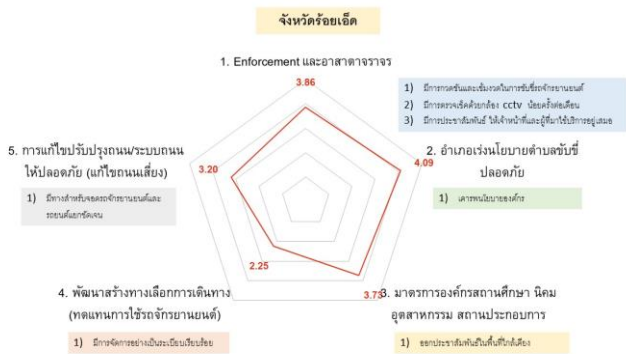 จังหวัดร้อยเอ็ด
1. Enforcement และอาสาตาจราจร
3.86
1) มีการกวดขันและเข้มงวดในการขับขี่รถจักรยานยนต์
2) มีการตรวจเช็คด้วยกล้อง cctv น้อยครั้งต่อเดือน
3) มีการประชาสัมพันธ์ ให้เจ้าหน้าที่และผู้ที่มาใช้บริการอยู่เสมอ
5. การแก้ไขปรับปรุงถนน/ระบบถนน
ให้ปลอดภัย (แก้ไขถนนเสี่ยง)
3.20
1) มีทางสำหรับจอดรถจักรยานยนต์และ
รถยนต์แยกชัดเจน
2. อำเภอเร่งนโยบายตำบลขับขี่
ปลอดภัย
4.09
1) เคารพนโยบายองค์กร
2.25
4. พัฒนาสร้างทางเลือกการเดินทาง
(ทดแทนการใช้รถจักรยานยนต์)
1) มีการจัดการอย่างเป็นระเบียบเรียบร้อย
3.73
3. มาตรการองค์กรสถานศึกษา นิคม
อุตสาหกรรม สถานประกอบการ
1) ออกประชาสัมพันธ์ในพื้นที่ใกล้เคียง